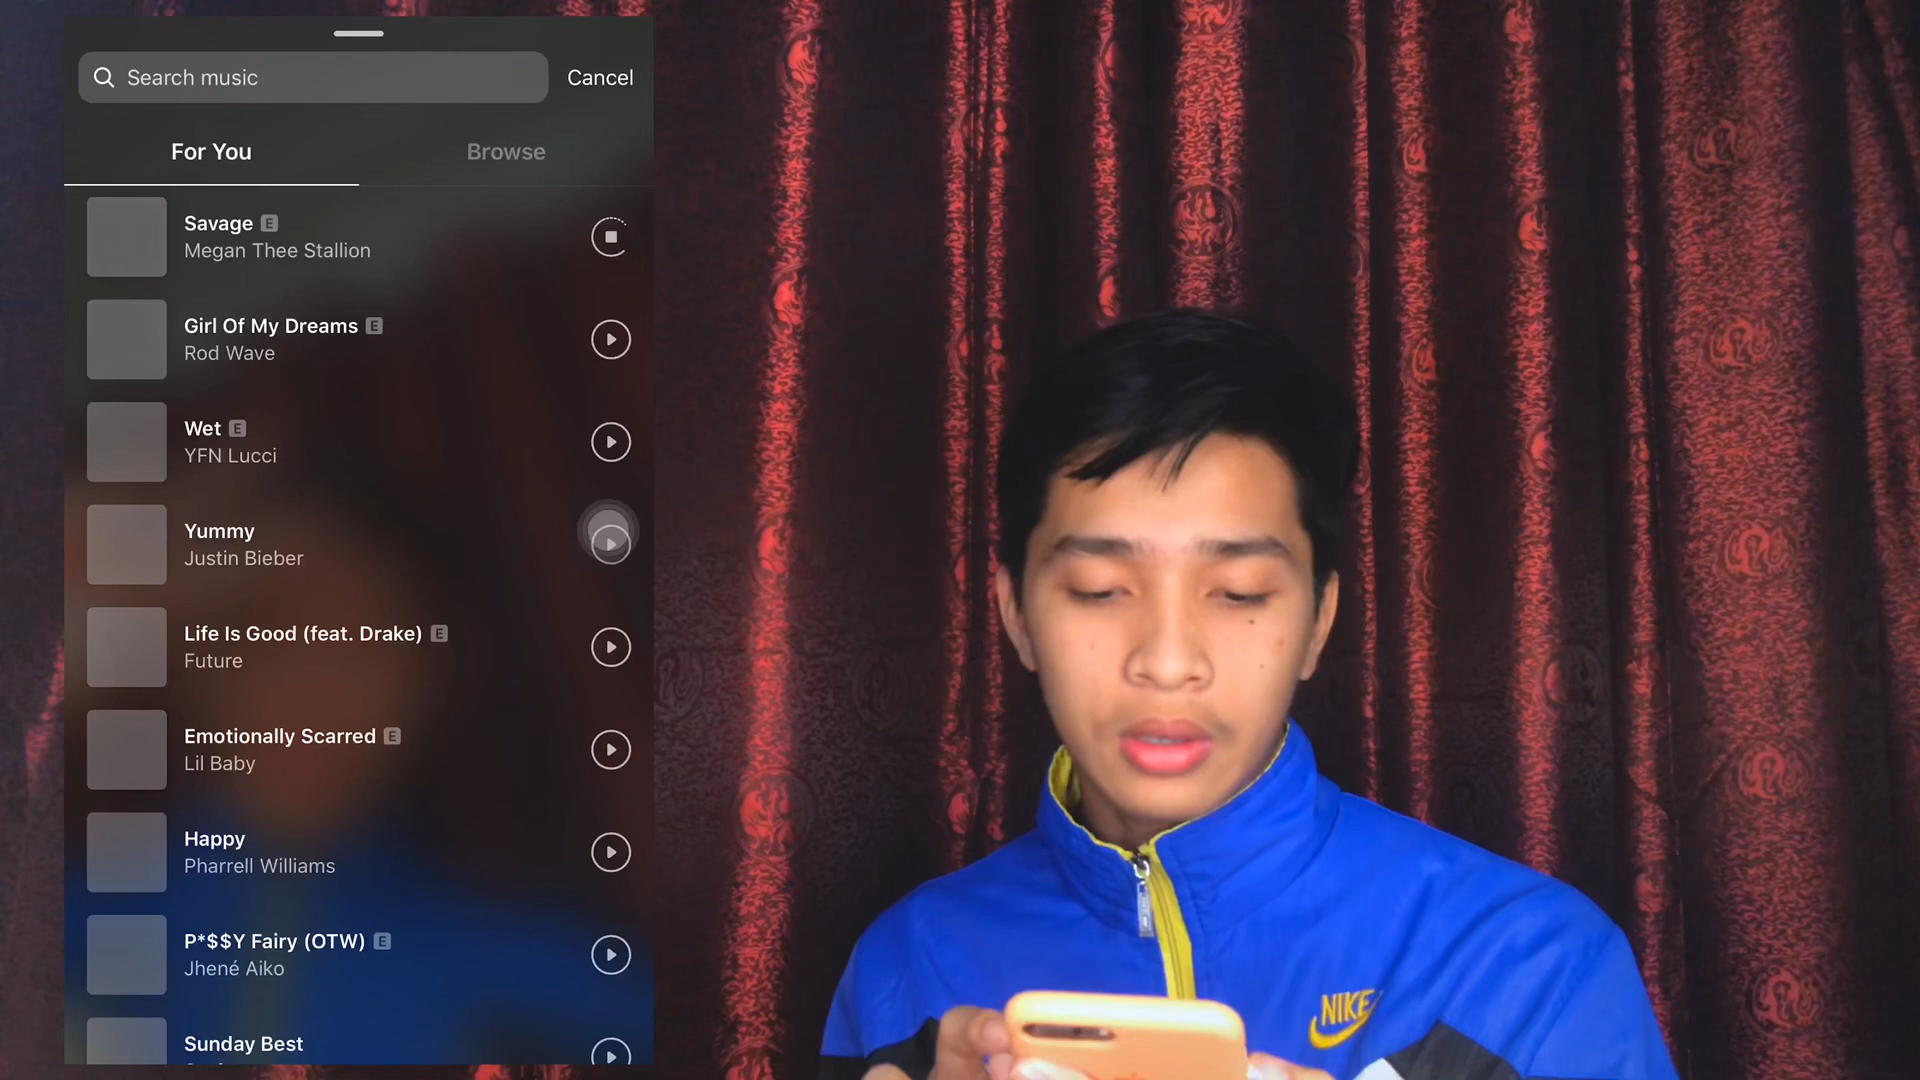 Search music
Cancel
For You
Browse
Savage E
Megan Thee Stallion
Girl Of My Dreams E
Rod Wave
Wet E
YFN Lucci
Yummy
Justin Bieber
Life Is Good (feat. Drake) E
Future
Emotionally Scarred E
Lil Baby
Happy
Pharrell Williams
P*$$Y Fairy (OTW) E
Jhené Aiko
Sunday Best
NIKE